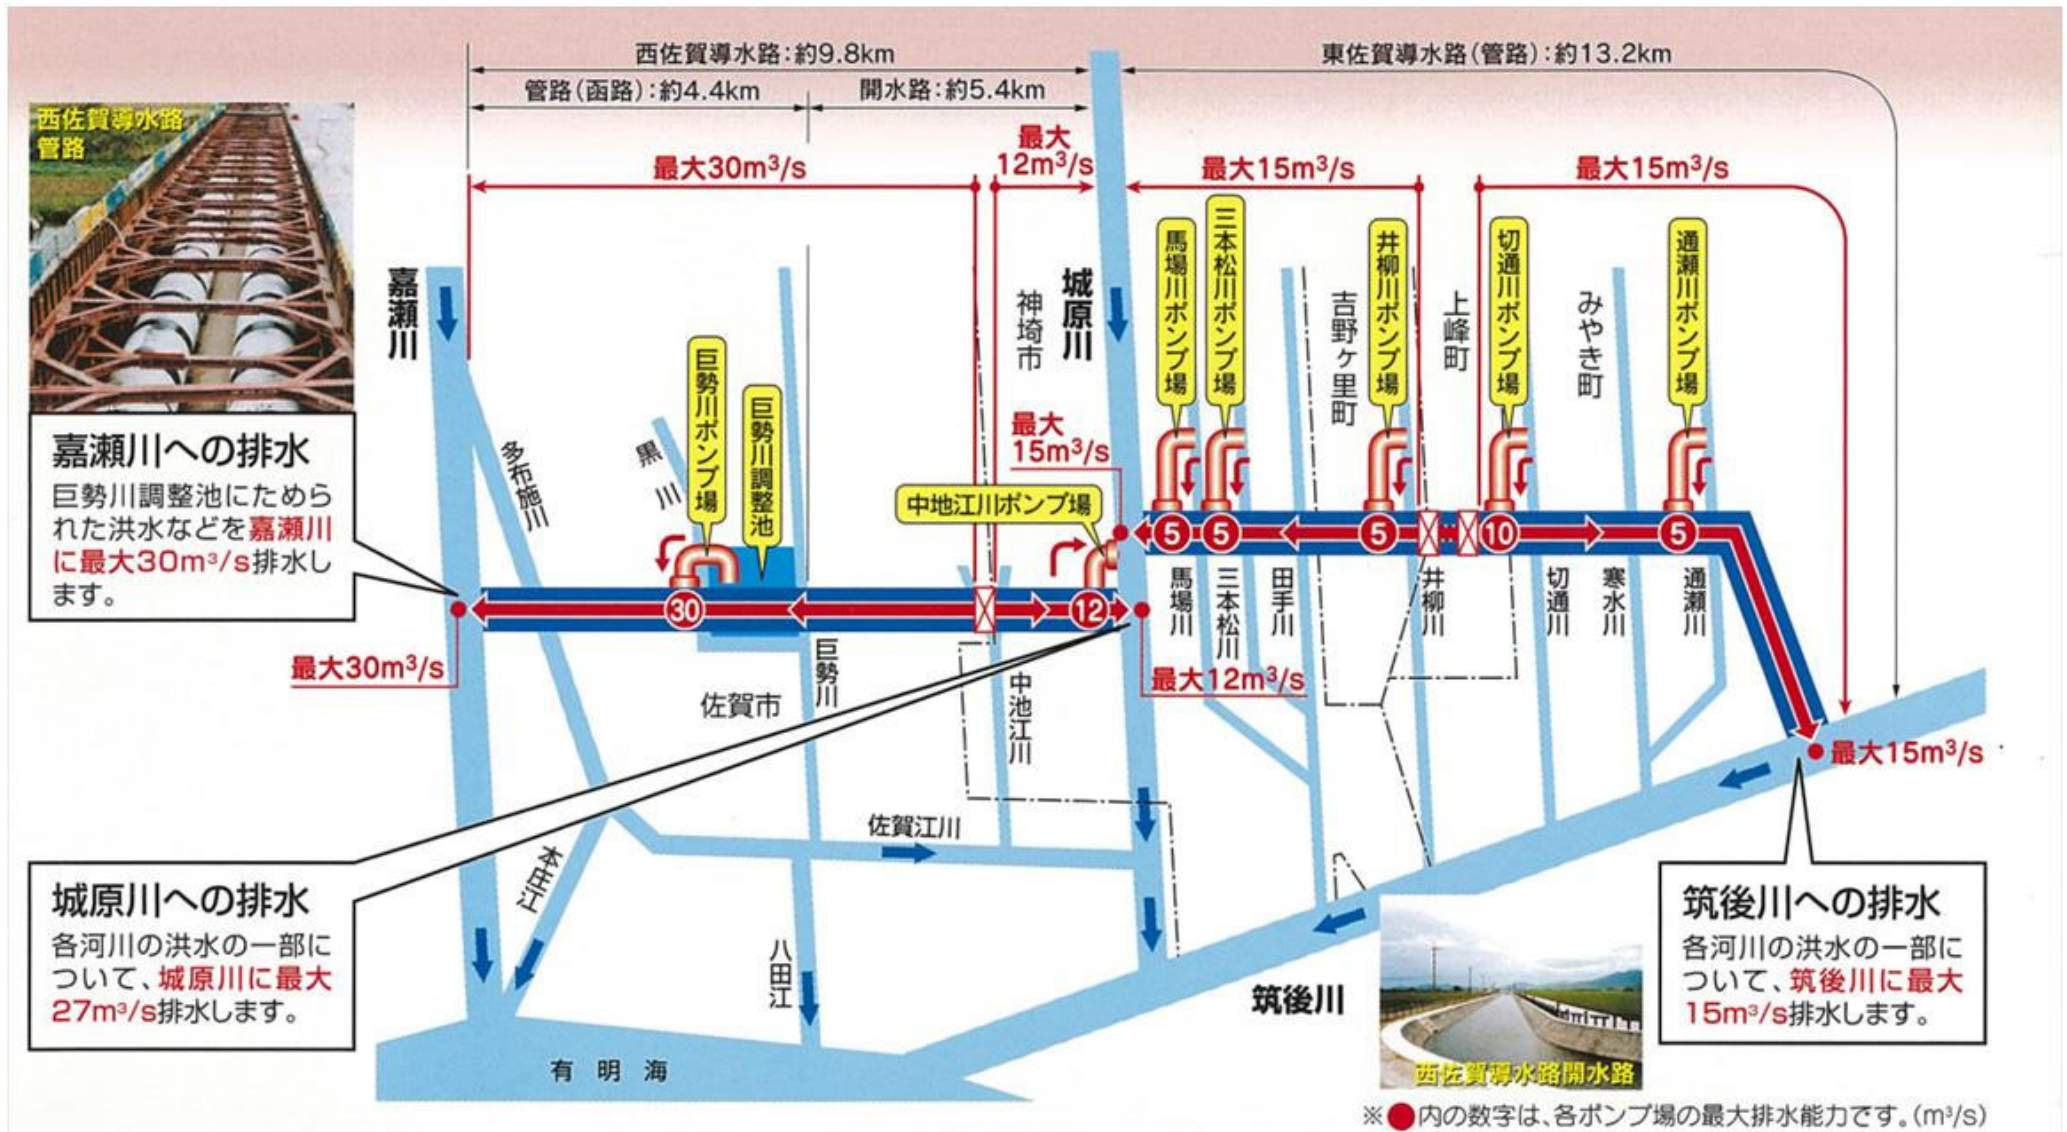 西佐賀導水路:約9.8km
東佐賀導水路(管路):約13.2km
管路(函路):約4.4km
開水路:約5.4km
西佐賀導水路
管路
最大30m³/s
最大
12m³/s
最大15m³/s
最大15m³/s
嘉瀬川
多布施川
黒川
巨勢川ポンプ場
巨勢川調整池
神埼市
城原川
最大
15m³/s
中地江川ポンプ場
馬場川ポンプ場
三本松川ポンプ場
吉野ヶ里町
井柳川ポンプ場
上峰町
切通川ポンプ場
みやき町
通瀬川ポンプ場
嘉瀬川への排水
巨勢川調整池にためら
れた洪水などを嘉瀬川
に最大30m³/s排水し
ます。
30
12
5
5
5
10
5
馬場川
三本松川
田手川
井柳川
切通川
寒水川
通瀬川
最大30m³/s
佐賀市
巨勢川
中池江川
最大12m³/s
最大15m³/s
佐賀江川
本庄江
八田江
城原川への排水
各河川の洪水の一部に
ついて、城原川に最大
27m³/s排水します。
筑後川
筑後川への排水
各河川の洪水の一部に
ついて、筑後川に最大
15m³/s排水します。
有明海
西佐賀導水路開水路
※●内の数字は、各ポンプ場の最大排水能力です。(m³/s)